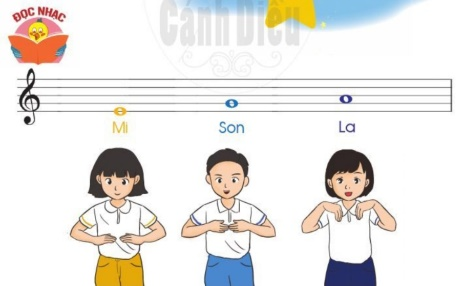 Cánh Diều
ĐỌC NHẠC
Mi Son La